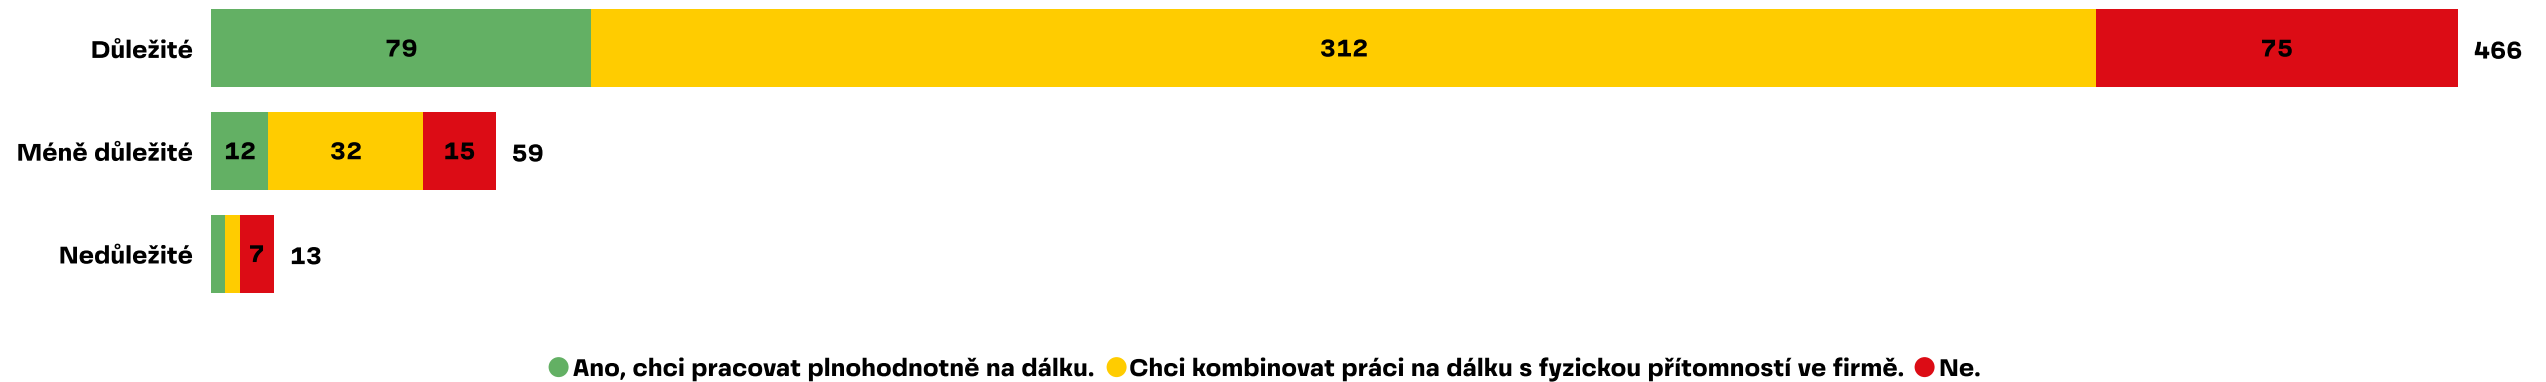 Důležité 79 312 75 466
Méně důležité 12 32 15 59
Nedůležité 7 13
Ano, chci pracovat plnohodnotně na dálku. Chci kombinovat práci na dálku s fyzickou přítomností ve firmě. Ne.